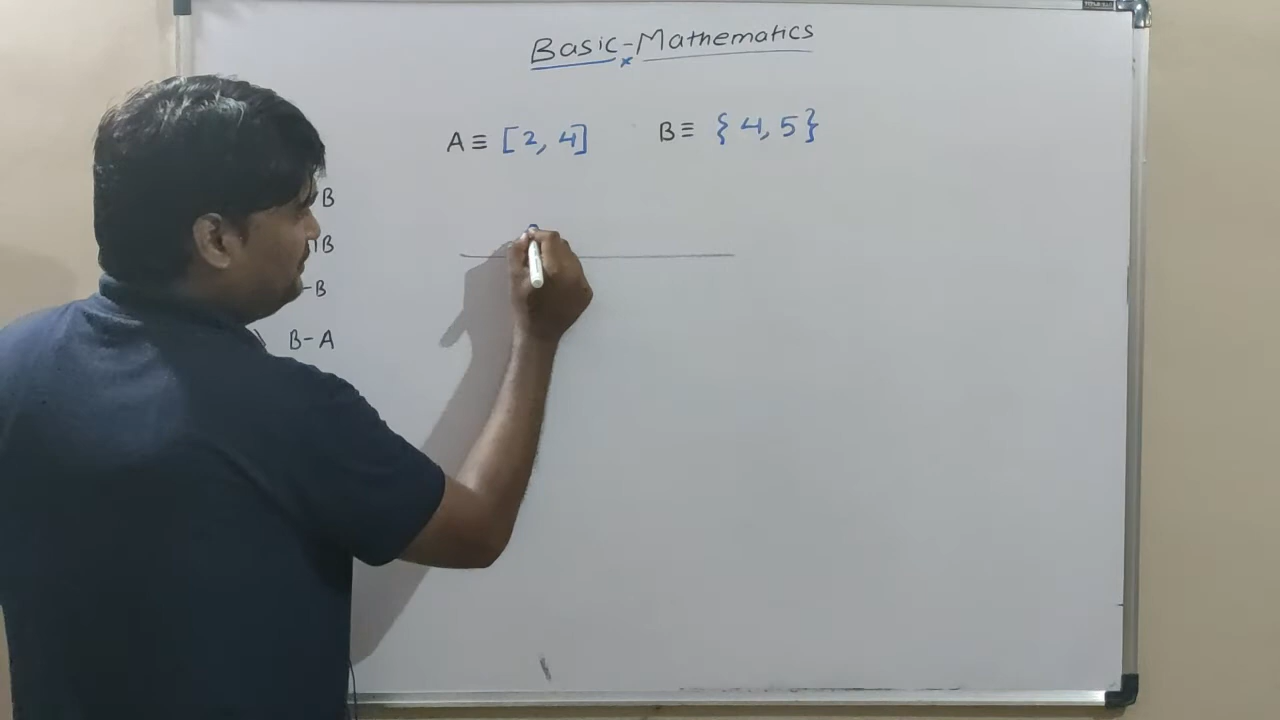 Basic-Mathematics
A ≡ [2, 4] B ≡ {4, 5}
B
B
-B
B-A